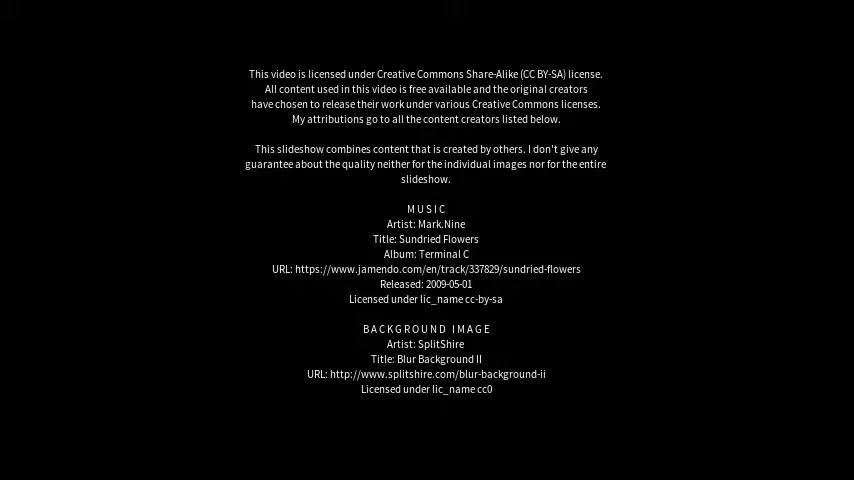 This video is licensed under Creative Commons Share-Alike (CC BY-SA) license.
All content used in this video is free available and the original creators
have chosen to release their work under various Creative Commons licenses.
My attributions go to all the content creators listed below.
This slideshow combines content that is created by others. I don't give any
guarantee about the quality neither for the individual images nor for the entire
slideshow.
MUSIC
Artist: Mark.Nine
Title: Sundried Flowers
Album: Terminal C
URL: https://www.jamendo.com/en/track/337829/sundried-flowers
Released: 2009-05-01
Licensed under lic_name cc-by-sa
BACKGROUND IMAGE
Artist: SplitShire
Title: Blur Background II
URL: http://www.splitshire.com/blur-background-ii
Licensed under lic_name cc0